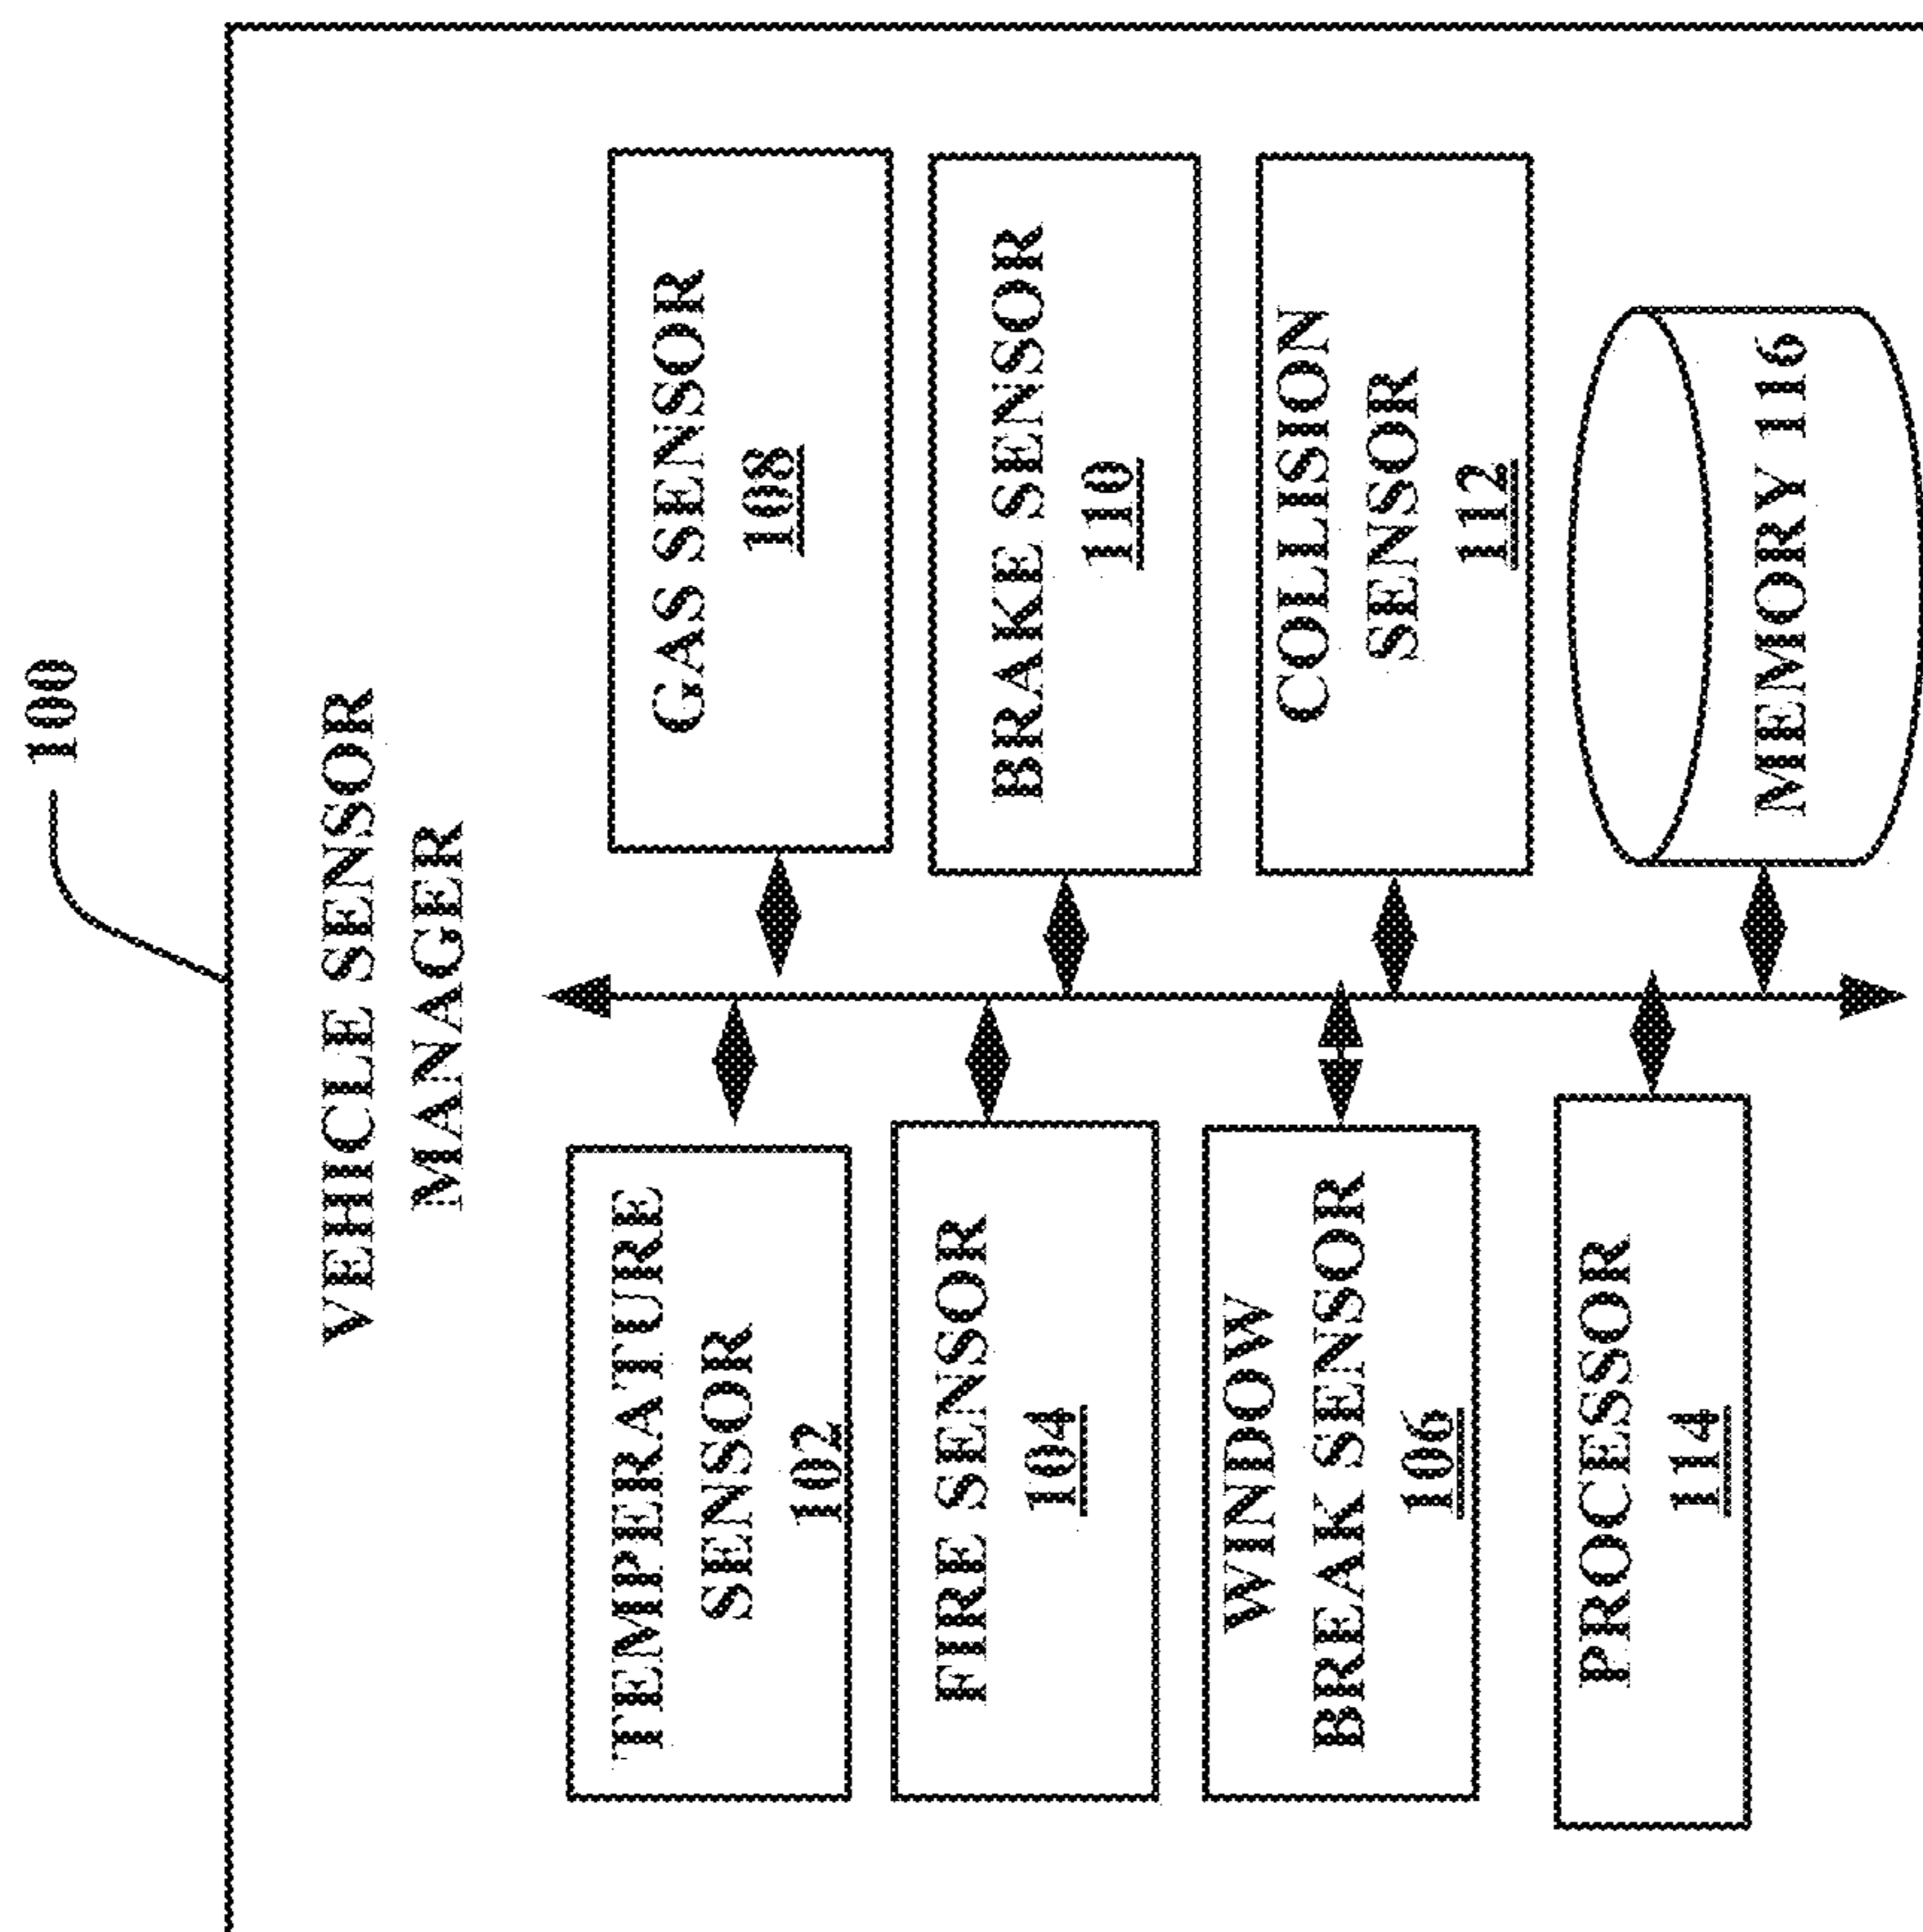 100
VEHICLE SENSOR
MANAGER
TEMPERATURE
SENSOR
102
GAS SENSOR
108
FIRE SENSOR
104
BRAKE SENSOR
110
WINDOW
BREAK SENSOR
106
COLLISION
SENSOR
112
PROCESSOR
114
MEMORY 116